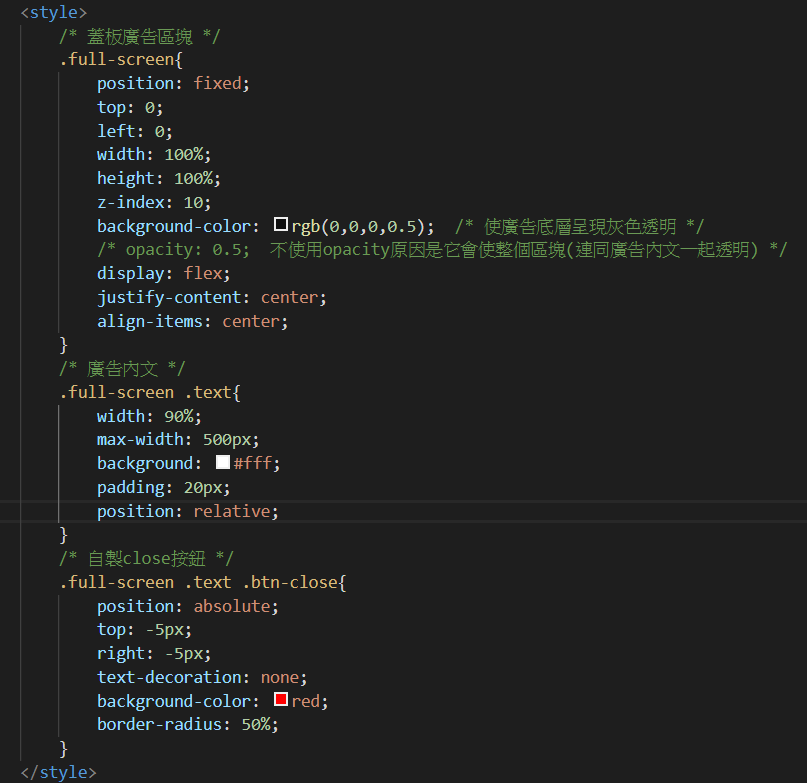 <style>
/* 蓋板廣告區塊 */
.full-screen{
position: fixed;
top: 0;
left: 0;
width: 100%;
height: 100%;
z-index: 10;
background-color: rgb(0,0,0,0.5);  /* 使廣告底層呈現灰色透明 */
/* opacity: 0.5;  不使用opacity原因是它會使整個區塊(連同廣告內文一起透明) */
display: flex;
justify-content: center;
align-items: center;
}
/* 廣告內文 */
.full-screen .text{
width: 90%;
max-width: 500px;
background: #fff;
padding: 20px;
position: relative;
}
/* 自製close按鈕 */
.full-screen .text .btn-close{
position: absolute;
top: -5px;
right: -5px;
text-decoration: none;
background-color: red;
border-radius: 50%;
}
</style>